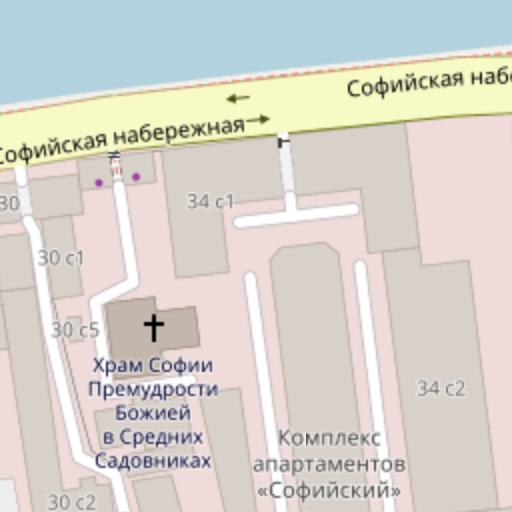 Софийская наб
Софийская набережная
30
34 с1
30 с1
30 с5
Храм Софии
Премудрости
Божией
в Средних
Садовниках
34 с2
Комплекс
апартаментов
«Софийский»
30 с2